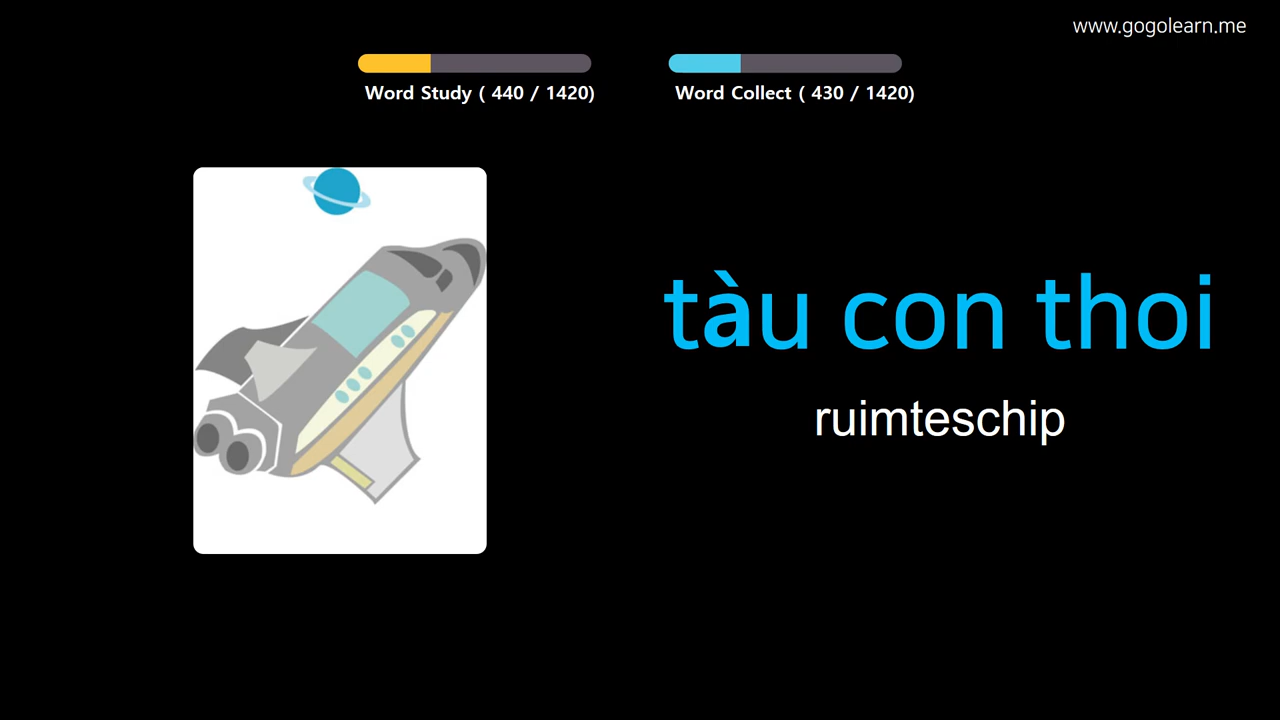 www.gogolearn.me
Word Study ( 440 / 1420)
Word Collect ( 430 / 1420)
tàu con thoi
ruimteschip